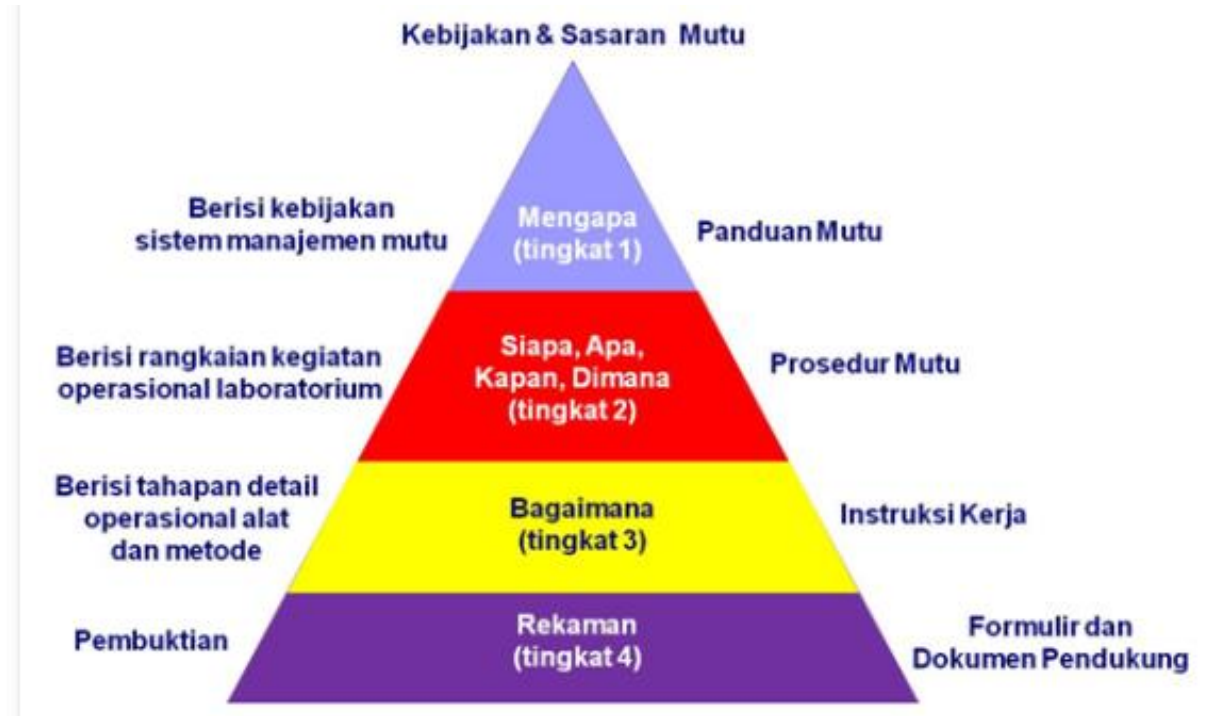 Kebijakan & Sasaran Mutu
Berisi kebijakan
sistem manajemen mutu
Mengapa
(tingkat 1)
Panduan Mutu
Berisi rangkaian kegiatan
operasional laboratorium
Siapa, Apa,
Kapan, Dimana
(tingkat 2)
Prosedur Mutu
Berisi tahapan detail
operasional alat
dan metode
Bagaimana
(tingkat 3)
Instruksi Kerja
Pembuktian
Rekaman
(tingkat 4)
Formulir dan
Dokumen Pendukung